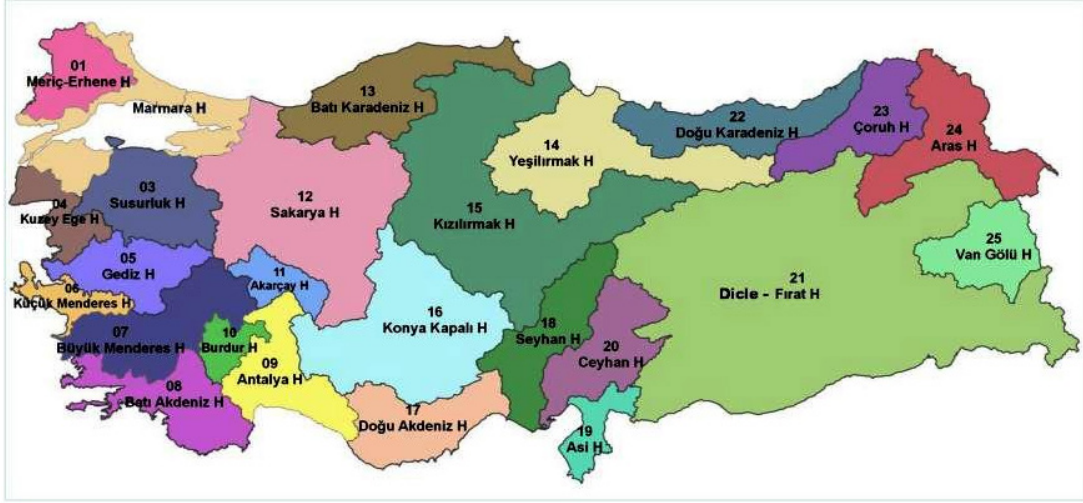 01
Meriç-Erhene H
Marmara H
03
Susurluk H
04
Kuzey Ege H
05
Gediz H
06
Küçük Menderes H
07
Büyük Menderes H
08
Batı Akdeniz H
09
Antalya H
10
Burdur H
11
Akarçay H
12
Sakarya H
13
Batı Karadeniz H
14
Yeşilırmak H
15
Kızılırmak H
16
Konya Kapalı H
17
Doğu Akdeniz H
18
Seyhan H
19
Asi H
20
Ceyhan H
21
Dicle - Fırat H
22
Doğu Karadeniz H
23
Çoruh H
24
Aras H
25
Van Gölü H